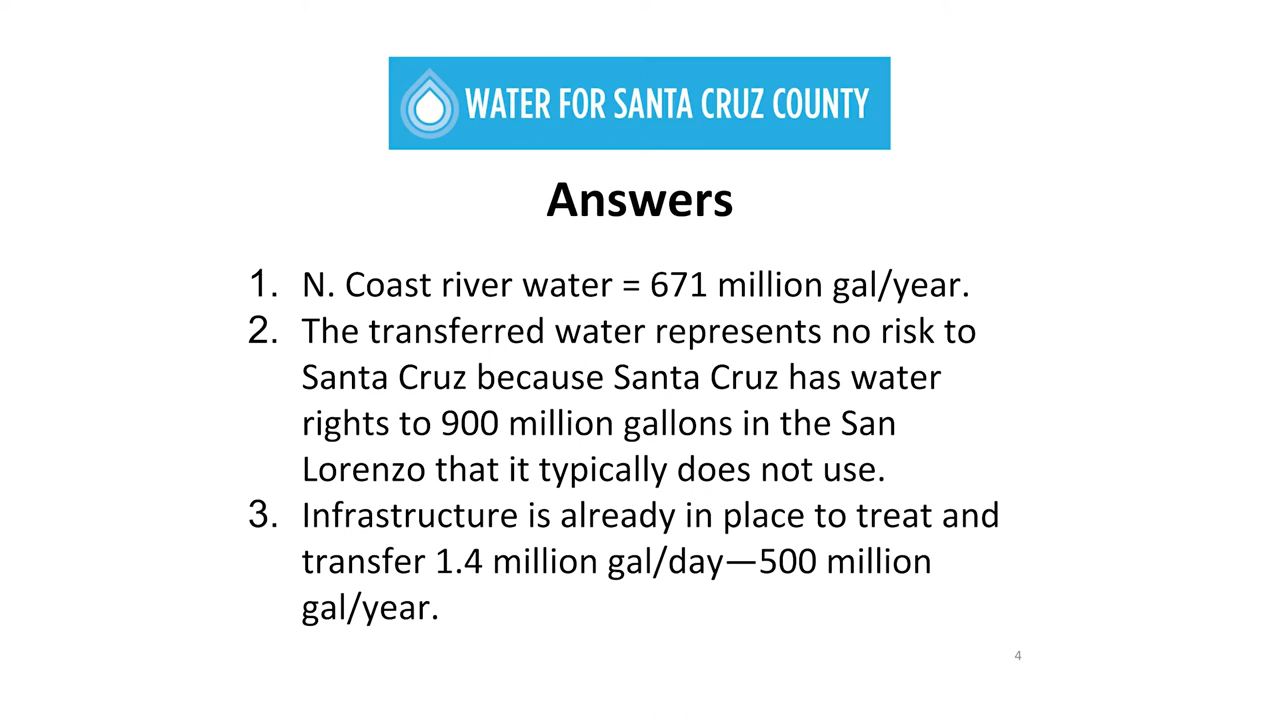 WATER FOR SANTA CRUZ COUNTY
Answers
1. N. Coast river water = 671 million gal/year.
2. The transferred water represents no risk to
Santa Cruz because Santa Cruz has water
rights to 900 million gallons in the San
Lorenzo that it typically does not use.
3. Infrastructure is already in place to treat and
transfer 1.4 million gal/day—500 million
gal/year.
4